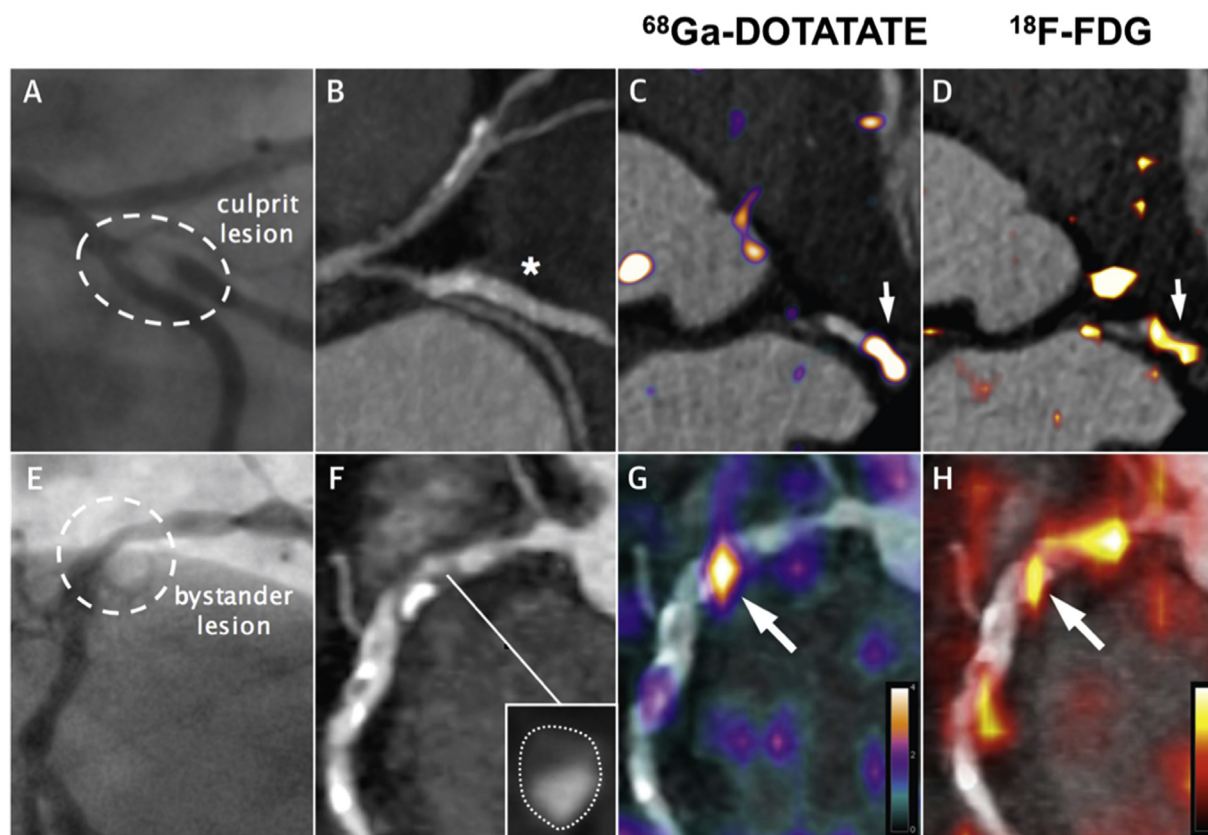 ⁶⁸Ga-DOTATATE
¹⁸F-FDG
A
culprit
lesion
B
*
C
D
E
bystander
lesion
F
G
4
2
0
H